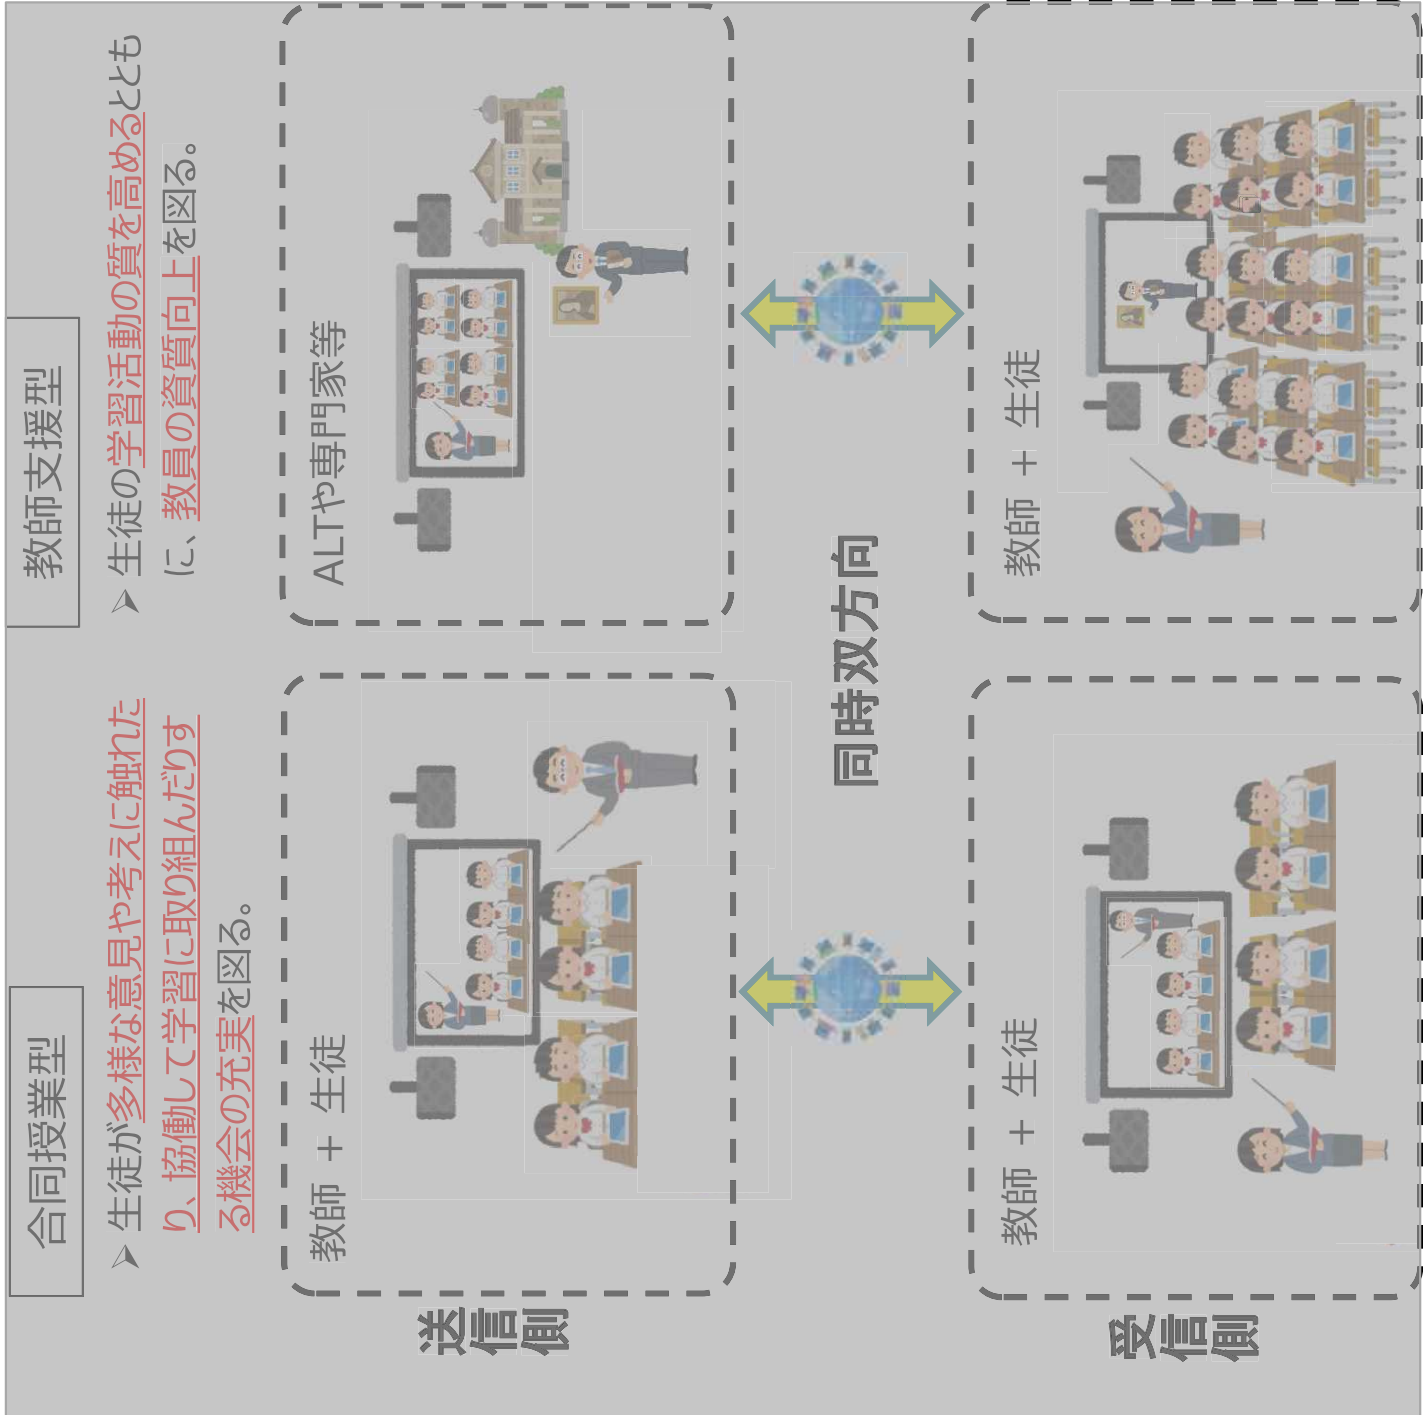 合同授業型
➤ 生徒が多様な意見や考えに触れた
り、協働して学習に取り組んだりす
る機会の充実を図る。
教師支援型
➤ 生徒の学習活動の質を高めるととも
に、教員の資質向上を図る。
送信側
教師 + 生徒
ALTや専門家等
同時双方向
受信側
教師 + 生徒
教師 + 生徒